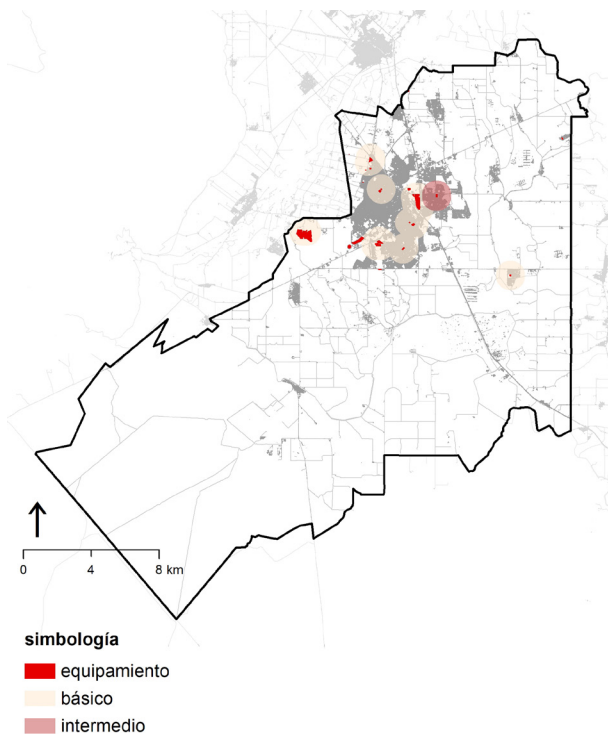 0 4 8 km
simbología
equipamiento
básico
intermedio